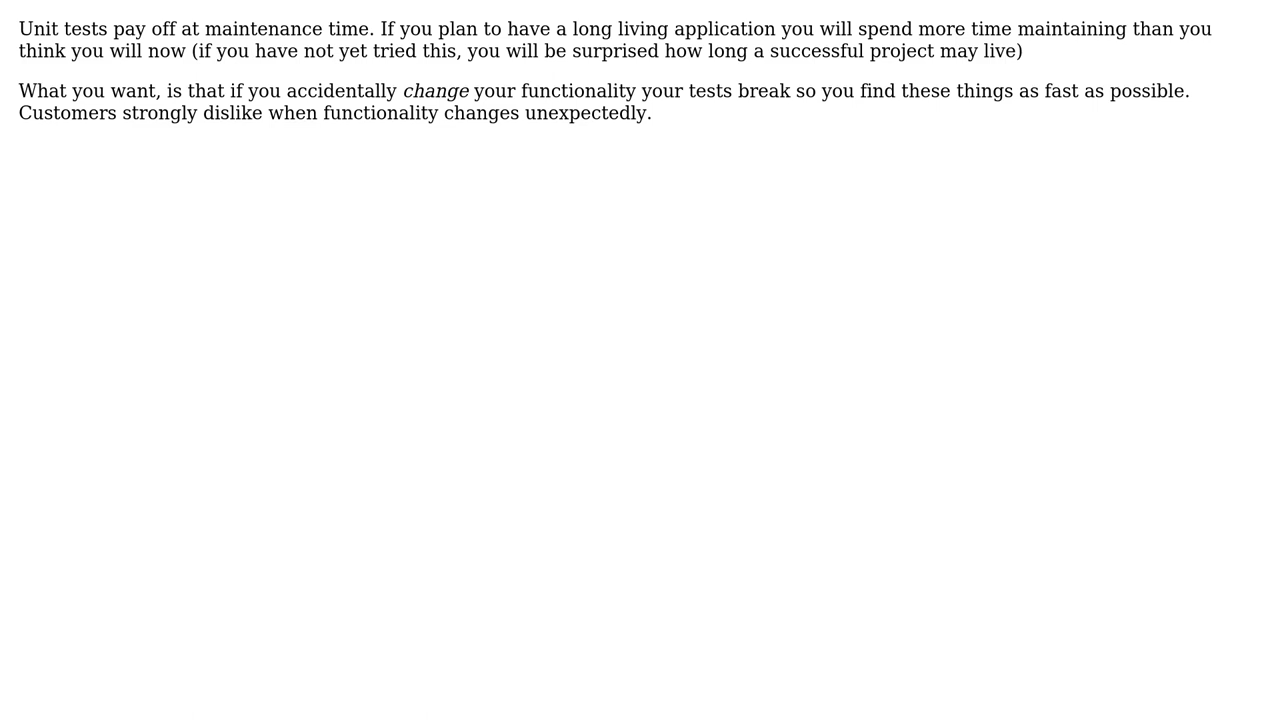 Unit tests pay off at maintenance time. If you plan to have a long living application you will spend more time maintaining than you
think you will now (if you have not yet tried this, you will be surprised how long a successful project may live)
What you want, is that if you accidentally change your functionality your tests break so you find these things as fast as possible.
Customers strongly dislike when functionality changes unexpectedly.